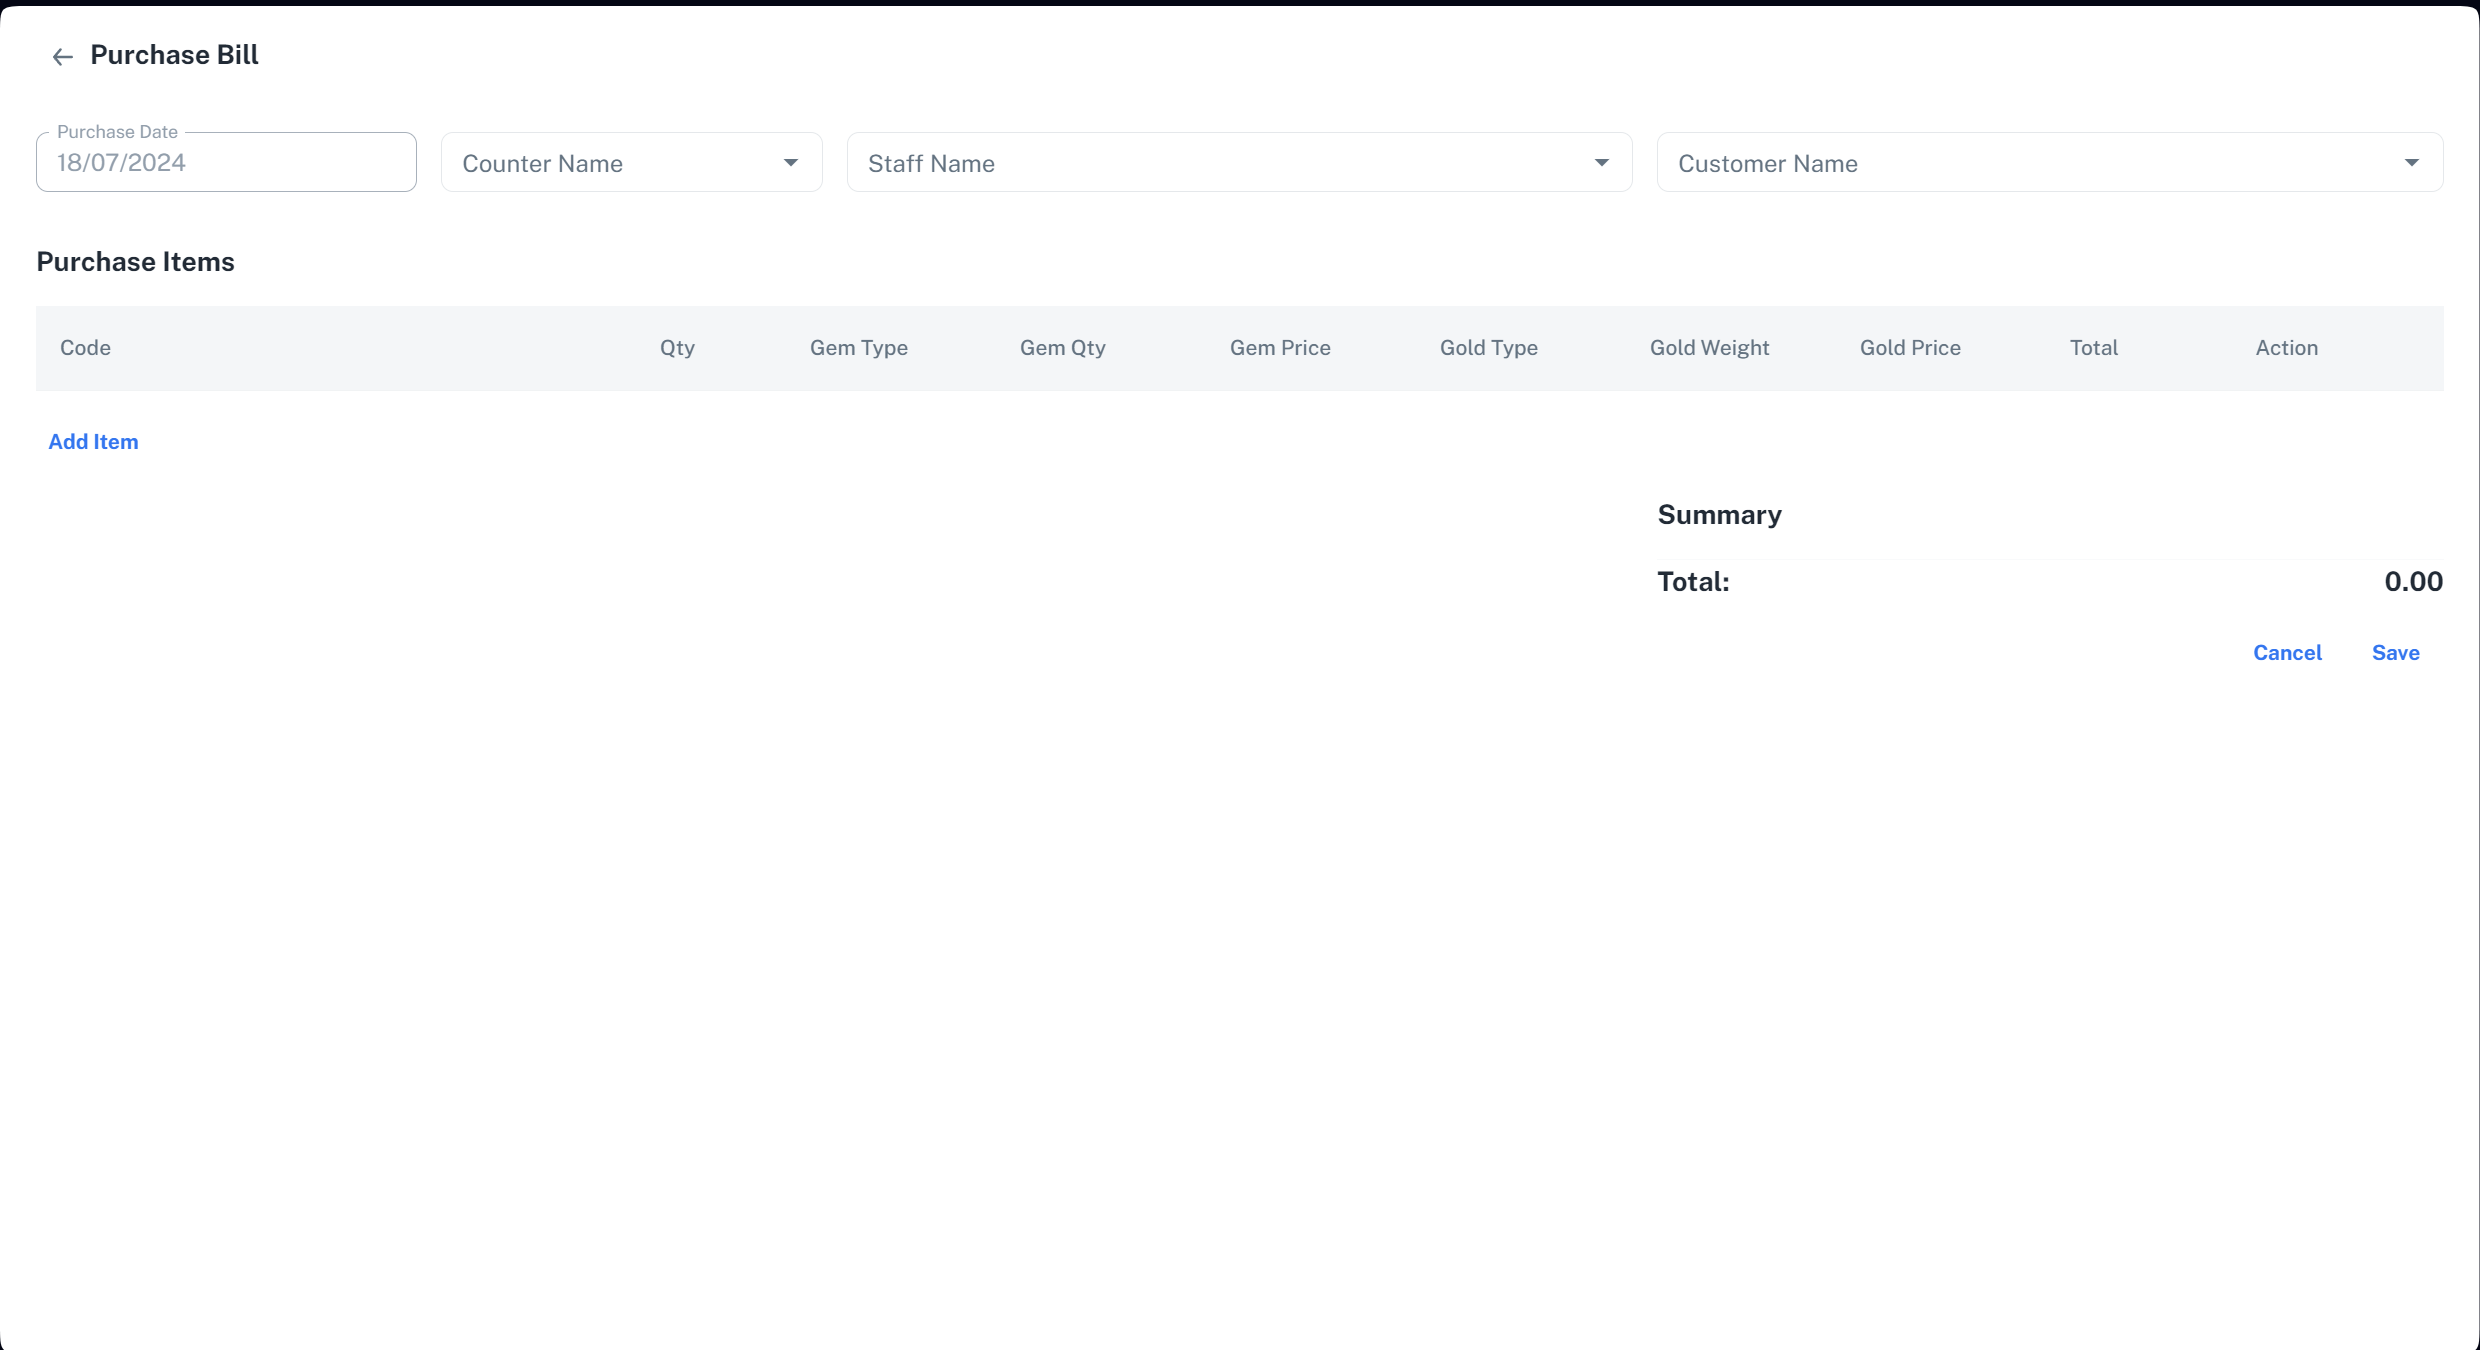 Purchase Bill
Purchase Date
18/07/2024
Counter Name
Staff Name
Customer Name
Purchase Items
Code Qty Gem Type Gem Qty Gem Price Gold Type Gold Weight Gold Price Total Action
Add Item
Summary
Total: 0.00
Cancel Save